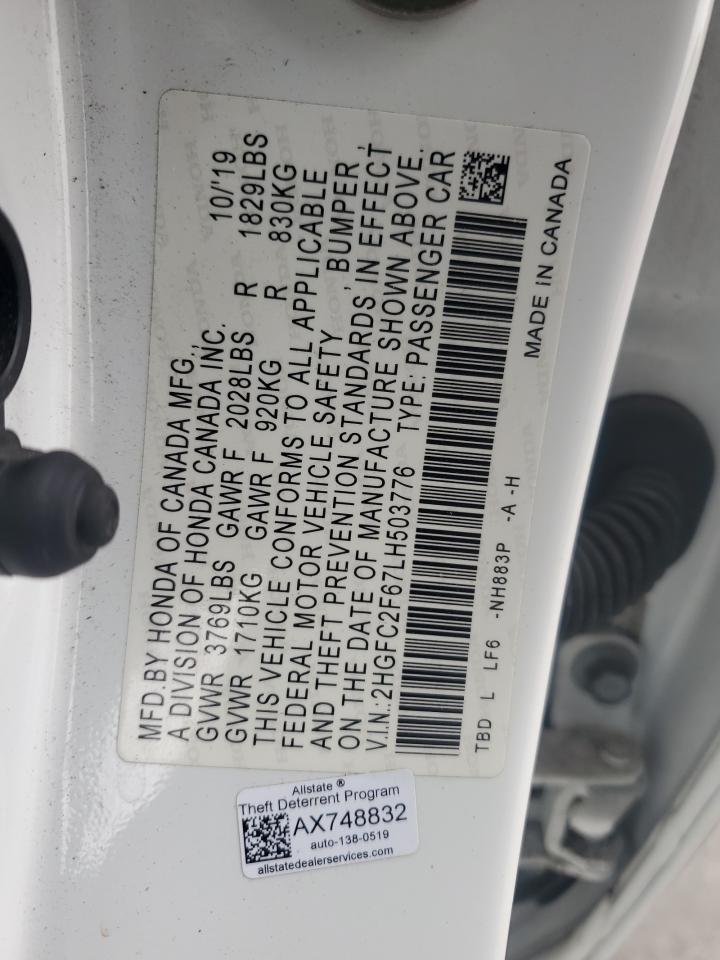 MFD.BY HONDA OF CANADA MFG., 10/'19
A DIVISION OF HONDA CANADA INC.
GVWR 3769LBS GAWR F 2028LBS R 1829LBS
GVWR 1710KG GAWR F 920KG R 830KG
THIS VEHICLE CONFORMS TO ALL APPLICABLE
FEDERAL MOTOR VEHICLE SAFETY , BUMPER ,
AND THEFT PREVENTION STANDARDS, IN EFFECT
ON THE DATE OF MANUFACTURE SHOWN ABOVE.
V.I.N.: 2HGFC2F67LH503776 TYPE: PASSENGER CAR
TBD L LF6 -NH883P -A -H
MADE IN CANADA
Allstate ®
Theft Deterrent Program
AX748832
auto-138-0519
allstatedealerservices.com